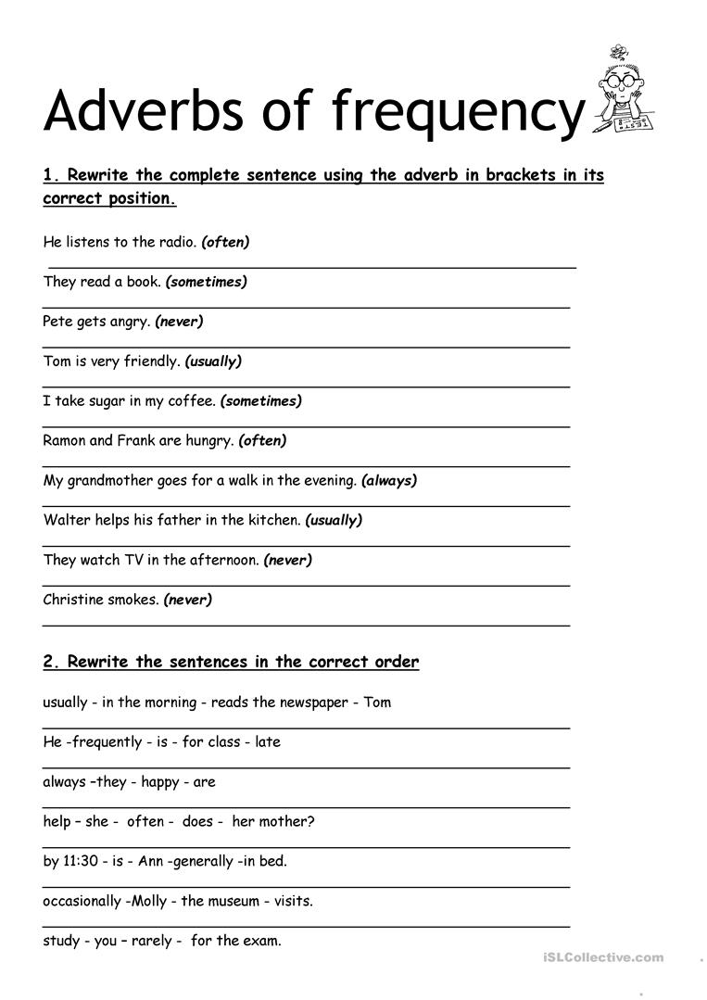 Adverbs of frequency
TEST
1. Rewrite the complete sentence using the adverb in brackets in its
correct position.
He listens to the radio. (often)
They read a book. (sometimes)
Pete gets angry. (never)
Tom is very friendly. (usually)
I take sugar in my coffee. (sometimes)
Ramon and Frank are hungry. (often)
My grandmother goes for a walk in the evening. (always)
Walter helps his father in the kitchen. (usually)
They watch TV in the afternoon. (never)
Christine smokes. (never)
2. Rewrite the sentences in the correct order
usually - in the morning - reads the newspaper - Tom
He -frequently - is - for class - late
always –they - happy - are
help – she - often - does - her mother?
by 11:30 - is - Ann -generally -in bed.
occasionally -Molly - the museum - visits.
study - you – rarely - for the exam.
iSLCollective.com